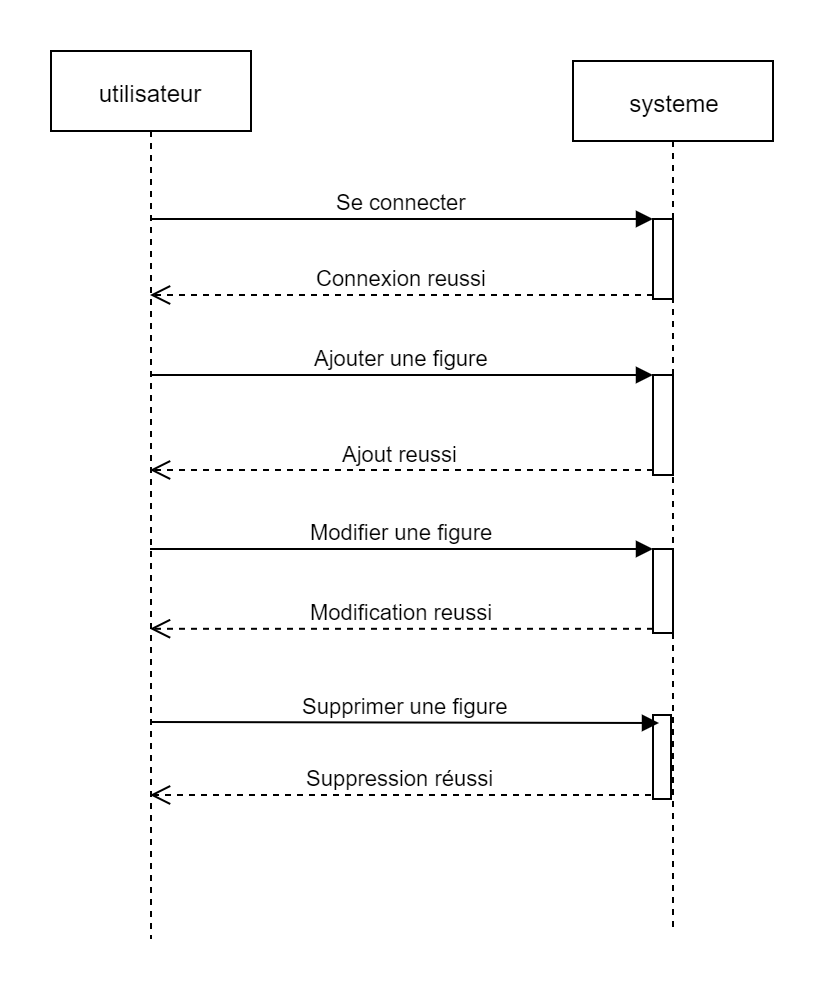 utilisateur
systeme
Se connecter
Connexion reussi
Ajouter une figure
Ajout reussi
Modifier une figure
Modification reussi
Supprimer une figure
Suppression réussi